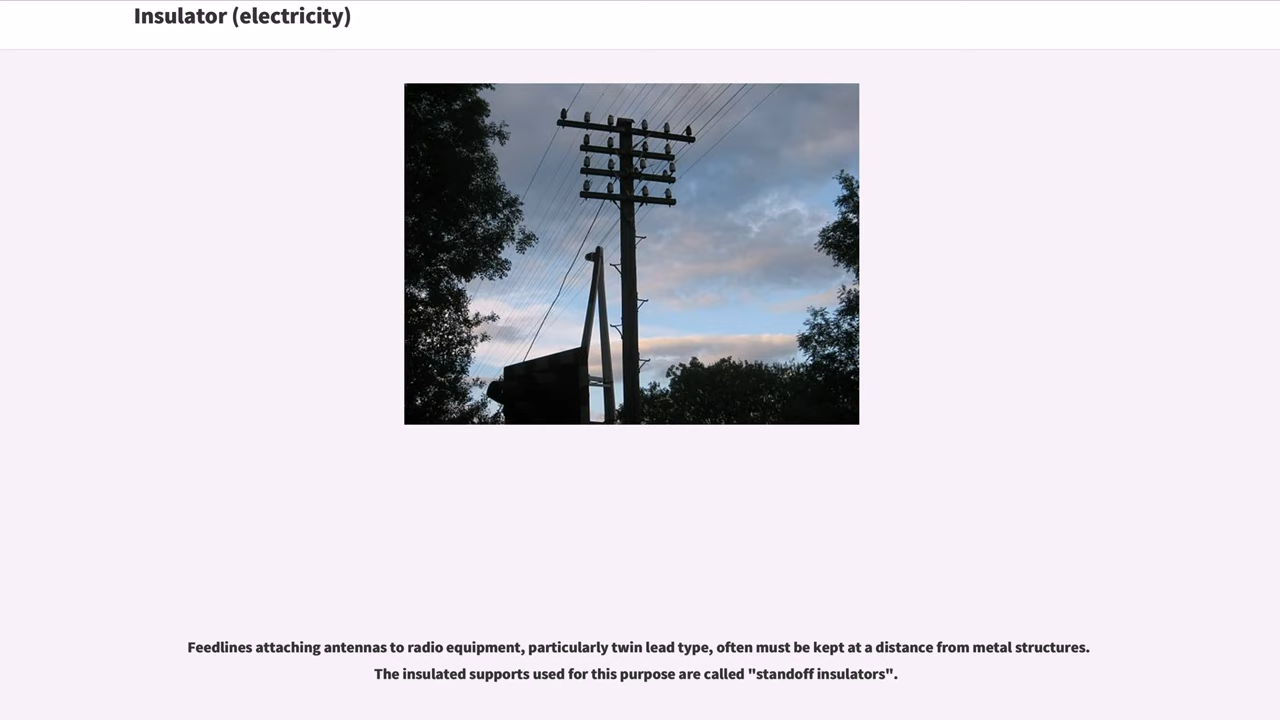 Insulator (electricity)
Feedlines attaching antennas to radio equipment, particularly twin lead type, often must be kept at a distance from metal structures.
The insulated supports used for this purpose are called "standoff insulators".